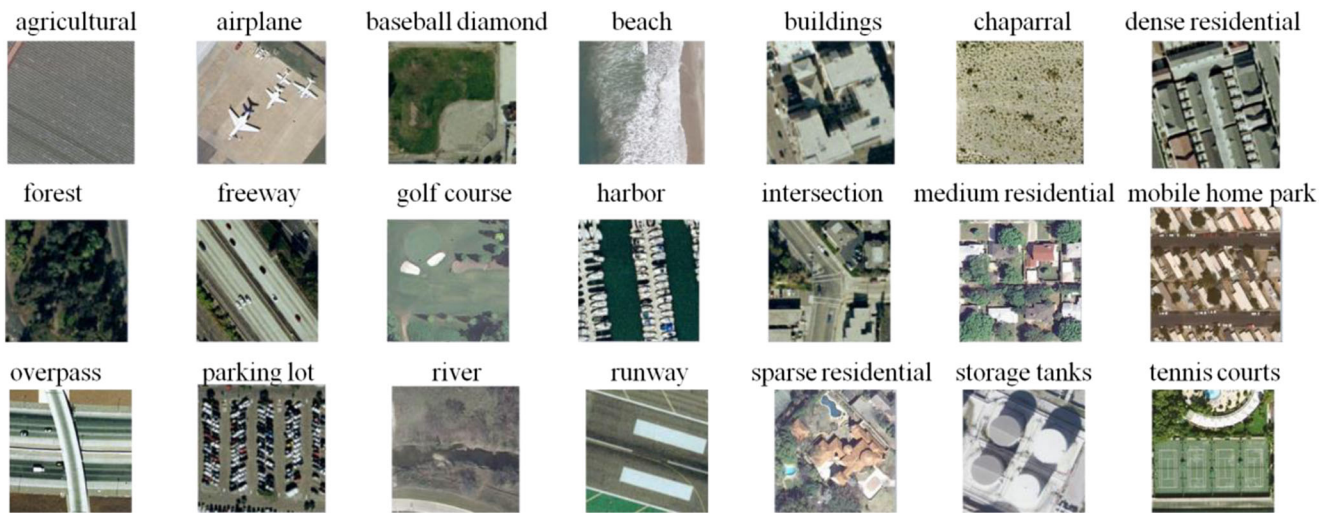 agricultural airplane baseball diamond beach buildings chaparral dense residential
forest freeway golf course harbor intersection medium residential mobile home park
overpass parking lot river runway sparse residential storage tanks tennis courts